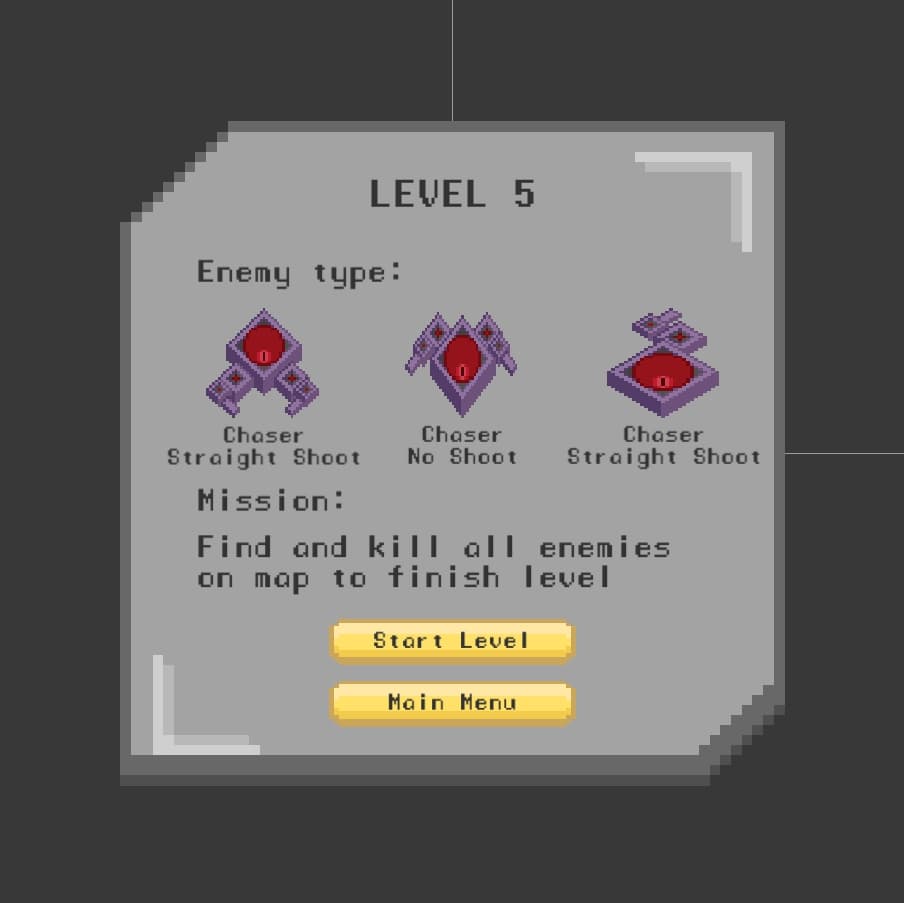 LEVEL 5
Enemy type:
Chaser
Straight Shoot
Chaser
No Shoot
Chaser
Straight Shoot
Mission:
Find and kill all enemies
on map to finish level
Start Level
Main Menu